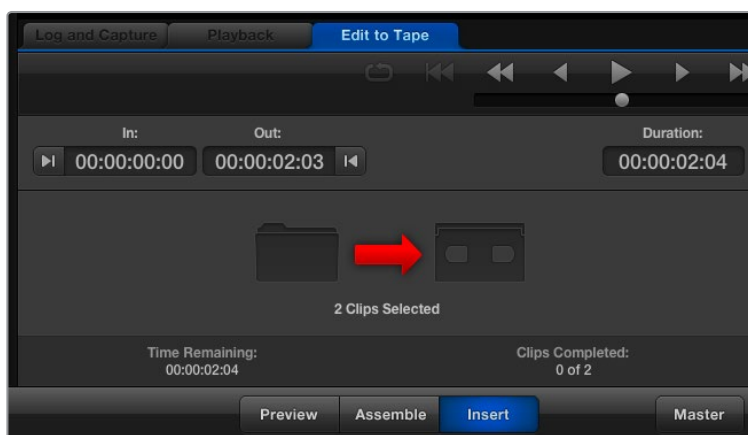 Log and Capture Playback Edit to Tape
In: Out: Duration:
00:00:00:00 00:00:02:03 00:00:02:04
2 Clips Selected
Time Remaining: Clips Completed:
00:00:02:04 0 of 2
Preview Assemble Insert Master